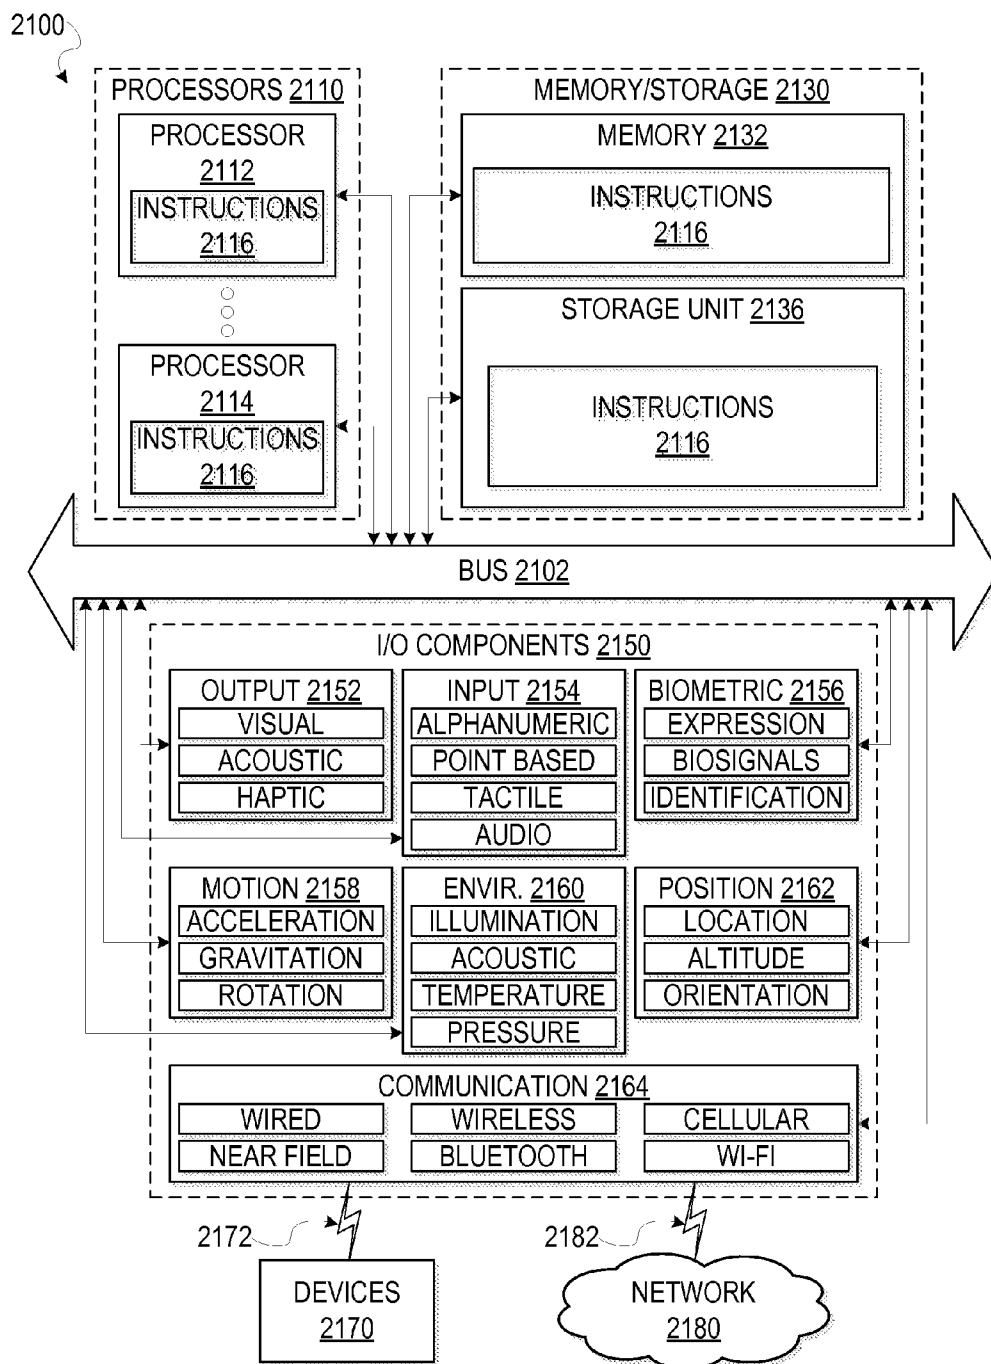 2100
PROCESSORS 2110
PROCESSOR
2112
INSTRUCTIONS
2116
PROCESSOR
2114
INSTRUCTIONS
2116
MEMORY/STORAGE 2130
MEMORY 2132
INSTRUCTIONS
2116
STORAGE UNIT 2136
INSTRUCTIONS
2116
BUS 2102
I/O COMPONENTS 2150
OUTPUT 2152
VISUAL
ACOUSTIC
HAPTIC
INPUT 2154
ALPHANUMERIC
POINT BASED
TACTILE
AUDIO
BIOMETRIC 2156
EXPRESSION
BIOSIGNALS
IDENTIFICATION
MOTION 2158
ACCELERATION
GRAVITATION
ROTATION
ENVIR. 2160
ILLUMINATION
ACOUSTIC
TEMPERATURE
PRESSURE
POSITION 2162
LOCATION
ALTITUDE
ORIENTATION
COMMUNICATION 2164
WIRED
WIRELESS
CELLULAR
NEAR FIELD
BLUETOOTH
WI-FI
2172
2182
DEVICES
2170
NETWORK
2180